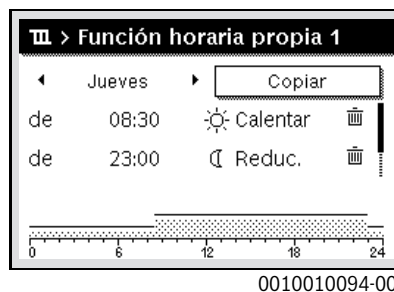 > Función horaria propia 1
Jueves Copiar
de 08:30 Calentar
de 23:00 Reduc.
0 6 12 18 24
0010010094-00